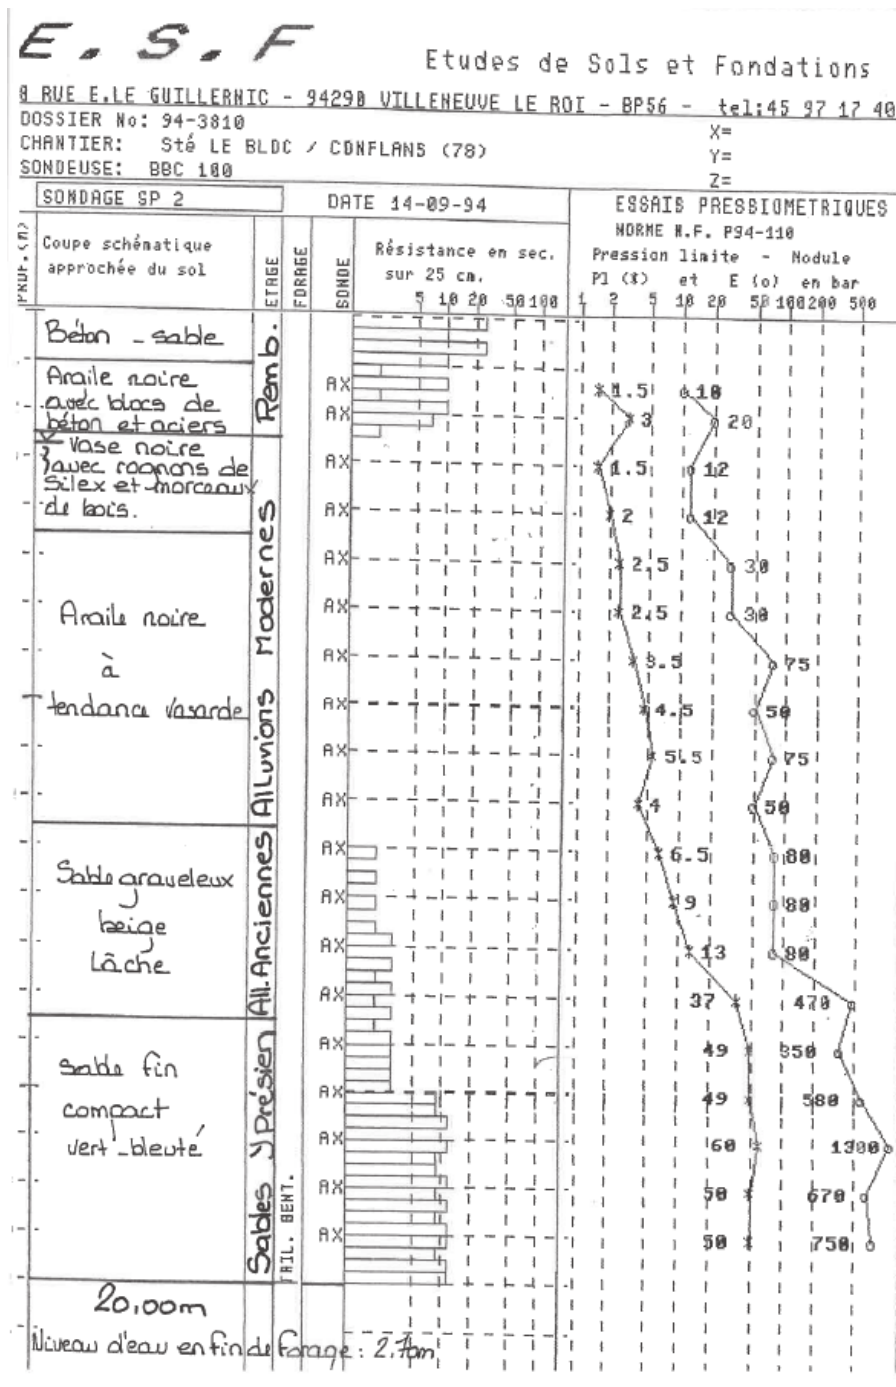 E. S. F
Etudes de Sols et Fondations
8 RUE E.LE GUILLERNIC - 94290 VILLENEUVE LE ROI - BP56 - tel:45 97 17 40
DOSSIER No: 94-3810
X=
CHANTIER: Sté LE BLOC / CONFLANS (78)
Y=
SONDEUSE: BBC 100
Z=
SONDAGE SP 2
DATE 14-09-94
ESSAIS PRESSIOMETRIQUES
NORME N.F. P94-110
PROF.(m)
Coupe schématique
approchée du sol
ETAGE
FORAGE
SONDE
Résistance en sec.
sur 25 cm.
5 10 20 50 100
Pression limite - Module
Pl (*) et E (o) en bar
1 2 5 10 20 50 100 200 500
Béton - sable
Argile noire
avec blocs de
béton et aciers
Remb.
Vase noire
avec rognons de
Silex et morceaux
de bois.
Argile noire
à
tendance vasarde
Alluvions Modernes
Sable graveleux
beige
Lâche
All. Anciennes
Sable fin
compact
vert-bleuté
Sables Yprésien
TRIL. BENT.
AX 1.5 10
AX 3 20
AX 1.5 12
AX 2 12
AX 2.5 30
AX 2.5 30
AX 3.5 75
AX 4.5 50
AX 5.5 75
AX 4 50
AX 6.5 80
AX 9 80
AX 13 80
AX 37 470
AX 49 350
AX 49 580
AX 60 1300
AX 50 670
AX 50 750
20,00m
Niveau d'eau en fin de forage : 2.70m